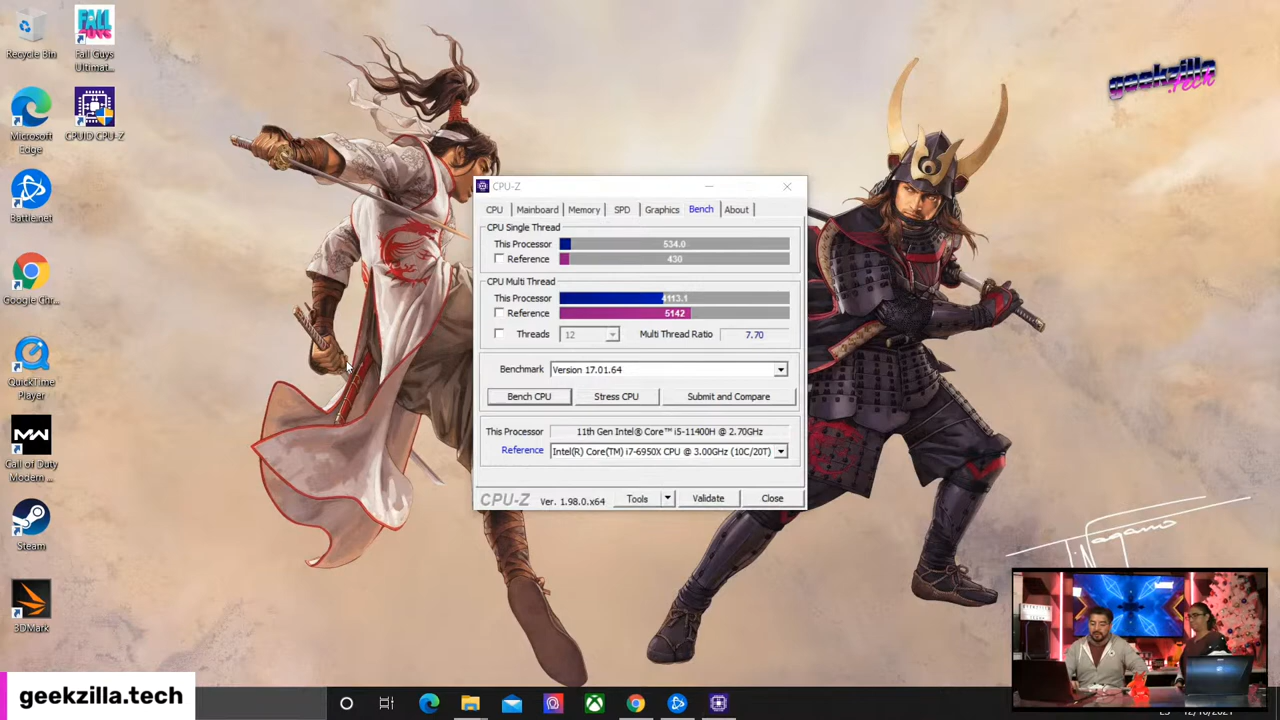 Recycle Bin
FALL GUYS
Fall Guys
Ultimat...
Microsoft
Edge
CPUID CPU-Z
Battle.net
Google Chr...
QuickTime
Player
MW
Call of Duty
Modern ...
Steam
3DMark
geekzilla
.tech
CPU-Z
CPU Mainboard Memory SPD Graphics Bench About
CPU Single Thread
This Processor 534.0
Reference 430
CPU Multi Thread
This Processor 4113.1
Reference 5142
Threads 12 Multi Thread Ratio 7.70
Benchmark Version 17.01.64
Bench CPU Stress CPU Submit and Compare
This Processor 11th Gen Intel® Core™ i5-11400H @ 2.70GHz
Reference Intel(R) Core(TM) i7-6950X CPU @ 3.00GHz (10C/20T)
CPU-Z Ver. 1.98.0.x64 Tools Validate Close
T.Nagano
geekzilla.tech